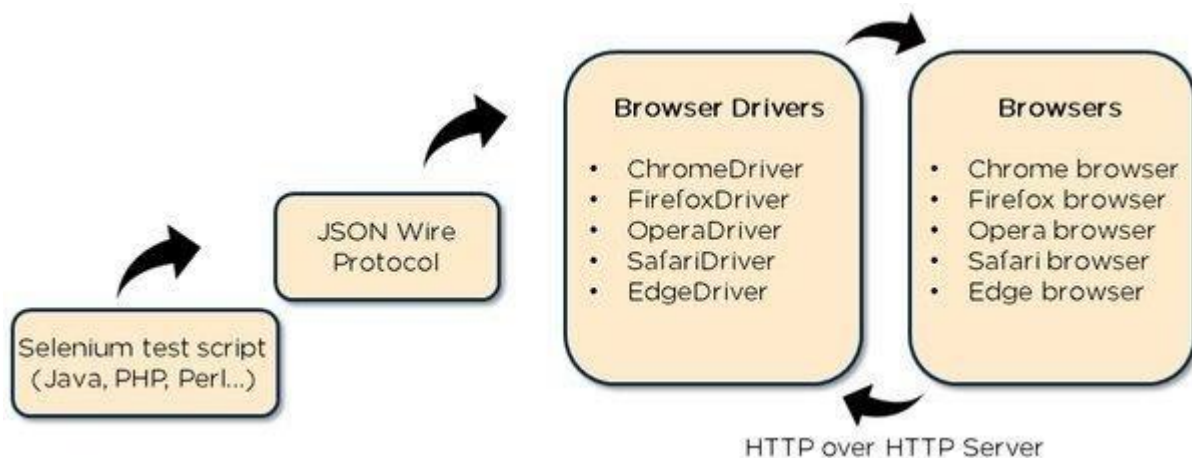 Selenium test script
(Java, PHP, Perl...)
JSON Wire
Protocol
Browser Drivers
• ChromeDriver
• FirefoxDriver
• OperaDriver
• SafariDriver
• EdgeDriver
Browsers
• Chrome browser
• Firefox browser
• Opera browser
• Safari browser
• Edge browser
HTTP over HTTP Server